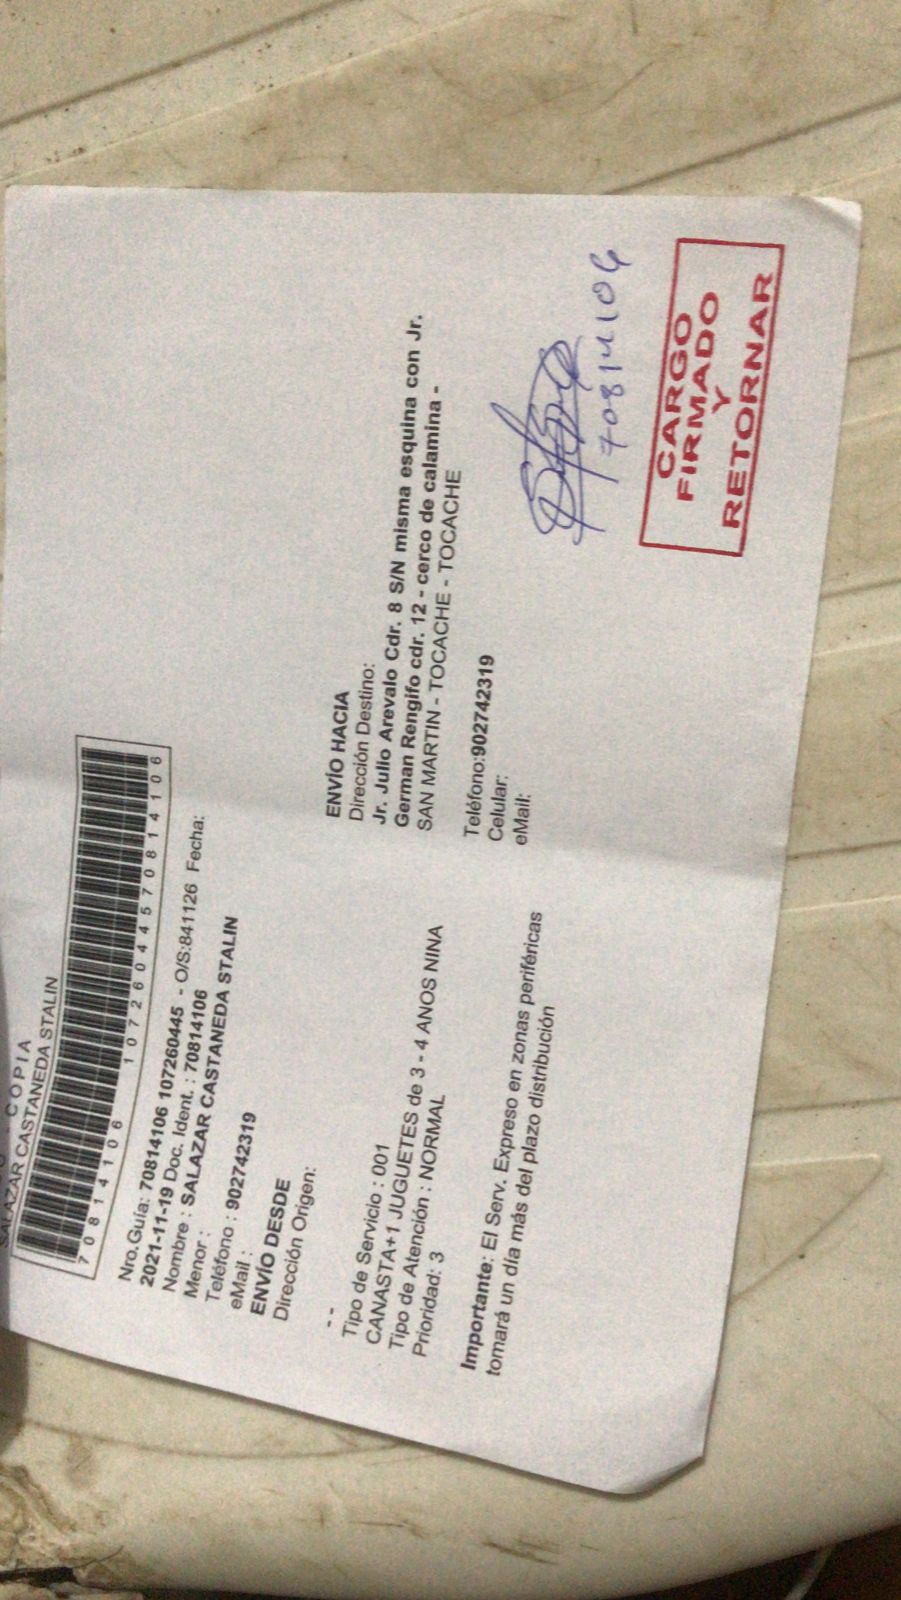 COPIA
SALAZAR CASTANEDA STALIN
70814106 10726044570814106
Nro.Guía: 70814106 107260445 - O/S:841126 Fecha:
2021-11-19 Doc. Ident. : 70814106
Nombre : SALAZAR CASTANEDA STALIN
Menor :
Teléfono : 902742319
eMail :
ENVÍO DESDE
Dirección Origen:
- -
Tipo de Servicio : 001
CANASTA+1 JUGUETES de 3 - 4 ANOS NINA
Tipo de Atención : NORMAL
Prioridad: 3
Importante: El Serv. Expreso en zonas periféricas
tomará un día más del plazo distribución
ENVÍO HACIA
Dirección Destino:
Jr. Julio Arevalo Cdr. 8 S/N misma esquina con Jr.
German Rengifo cdr. 12 - cerco de calamina -
SAN MARTIN - TOCACHE - TOCACHE
Teléfono:902742319
Celular:
eMail:
70814106
CARGO
FIRMADO
Y
RETORNAR